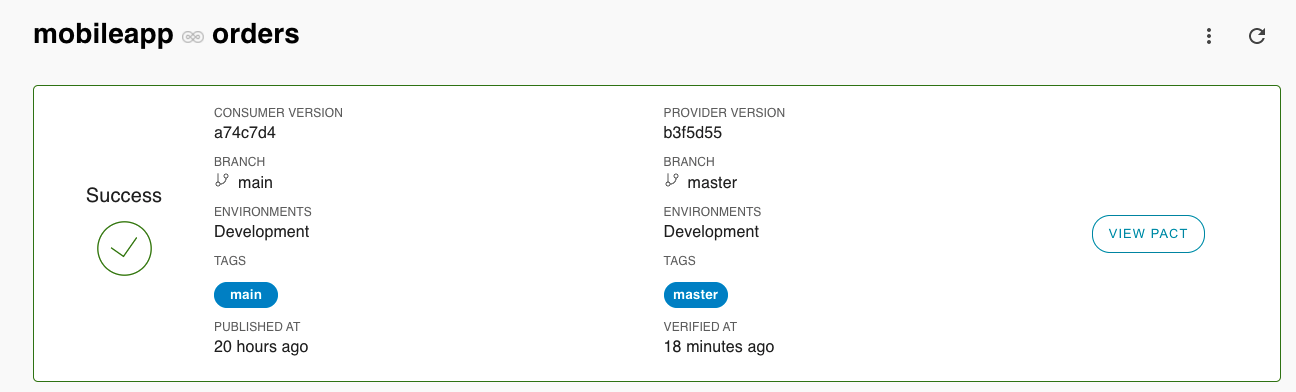 mobileapp orders
CONSUMER VERSION
a74c7d4
BRANCH
main
ENVIRONMENTS
Development
TAGS
main
PUBLISHED AT
20 hours ago
PROVIDER VERSION
b3f5d55
BRANCH
master
ENVIRONMENTS
Development
TAGS
master
VERIFIED AT
18 minutes ago
Success
VIEW PACT